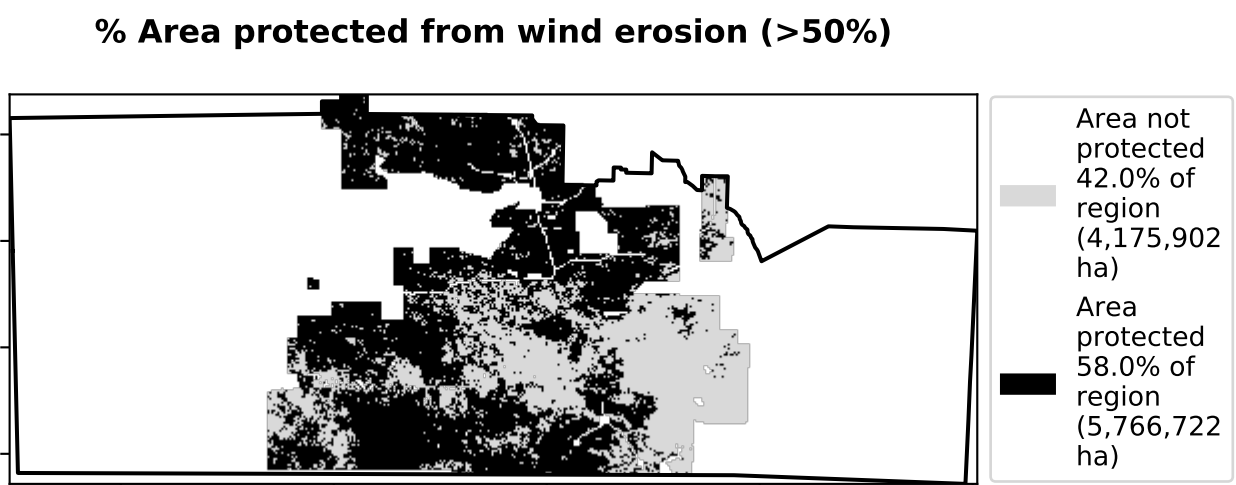 % Area protected from wind erosion (>50%)
Area not
protected
42.0% of
region
(4,175,902
ha)
Area
protected
58.0% of
region
(5,766,722
ha)